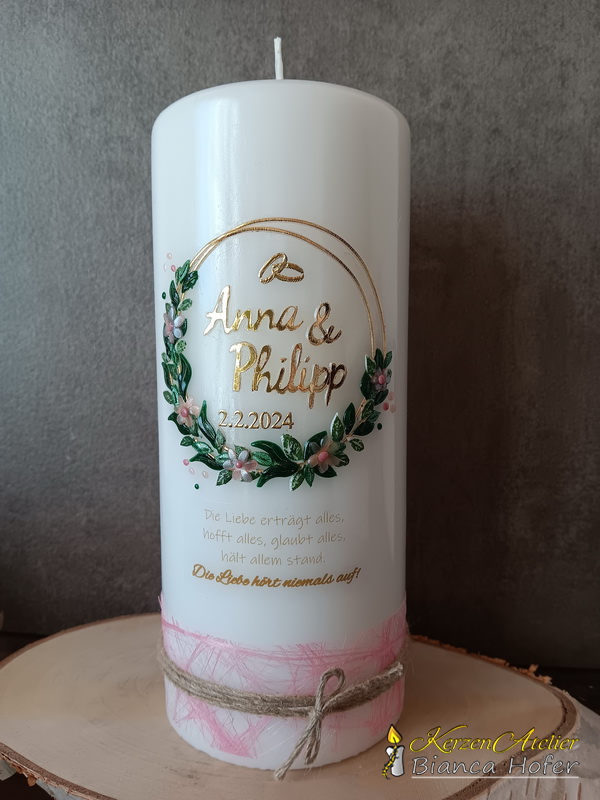 Anna &
Philipp
2.2.2024
Die Liebe erträgt alles,
hofft alles, glaubt alles,
hält allem stand.
Die Liebe hört niemals auf!
KerzenAtelier
Bianca Hofer